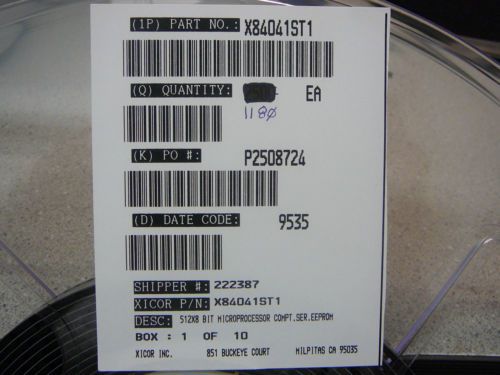 (1P) PART NO.: X84041ST1
(Q) QUANTITY: EA
1180
(K) PO #: P2508724
(D) DATE CODE: 9535
SHIPPER #: 222387
XICOR P/N: X84041ST1
DESC: 512X8 BIT MICROPROCESSOR COMPT.SER.EEPROM
BOX : 1 OF 10
XICOR INC. 851 BUCKEYE COURT MILPITAS CA 95035